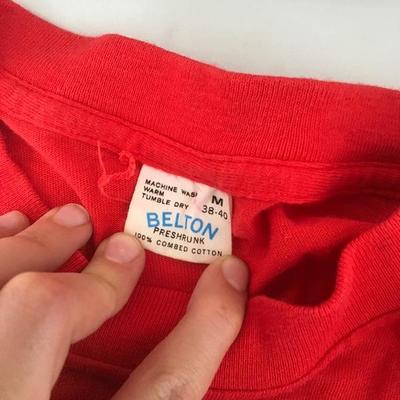 MACHINE WASH
WARM
TUMBLE DRY
M
38-40
BELTON
PRESHRUNK
100% COMBED COTTON